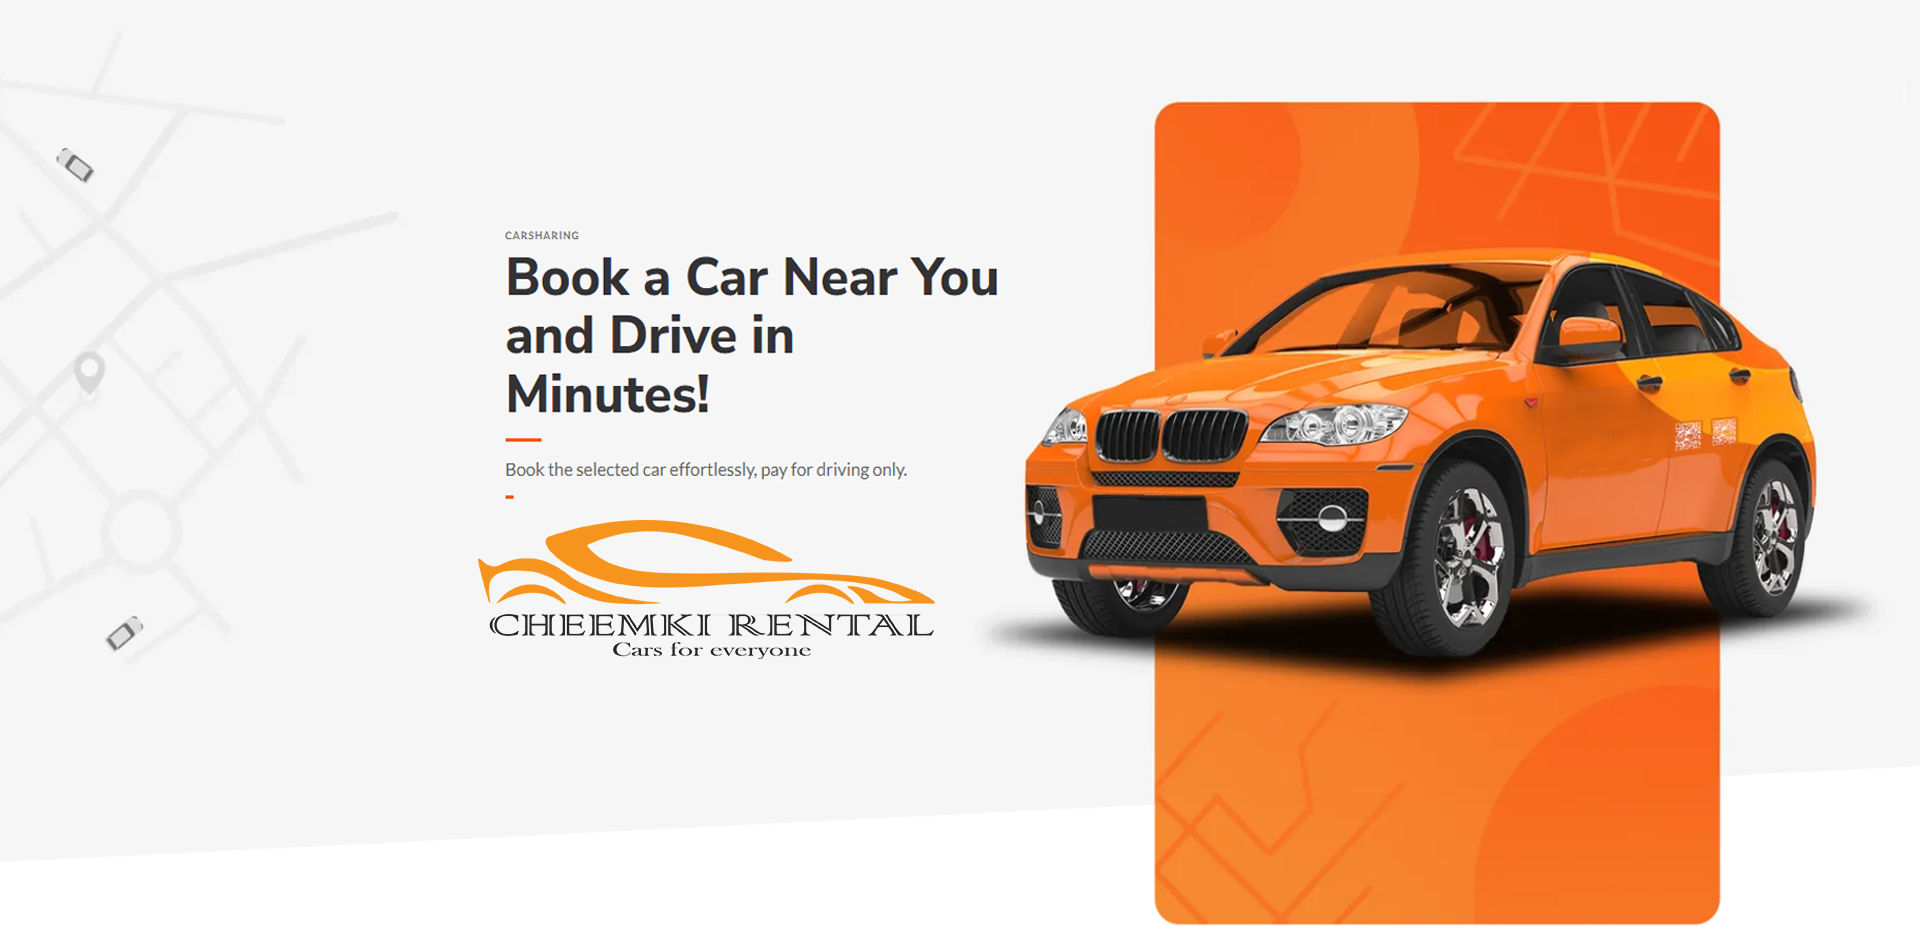 CARSHARING
Book a Car Near You
and Drive in
Minutes!
Book the selected car effortlessly, pay for driving only.
CHEEMKI RENTAL
Cars for everyone